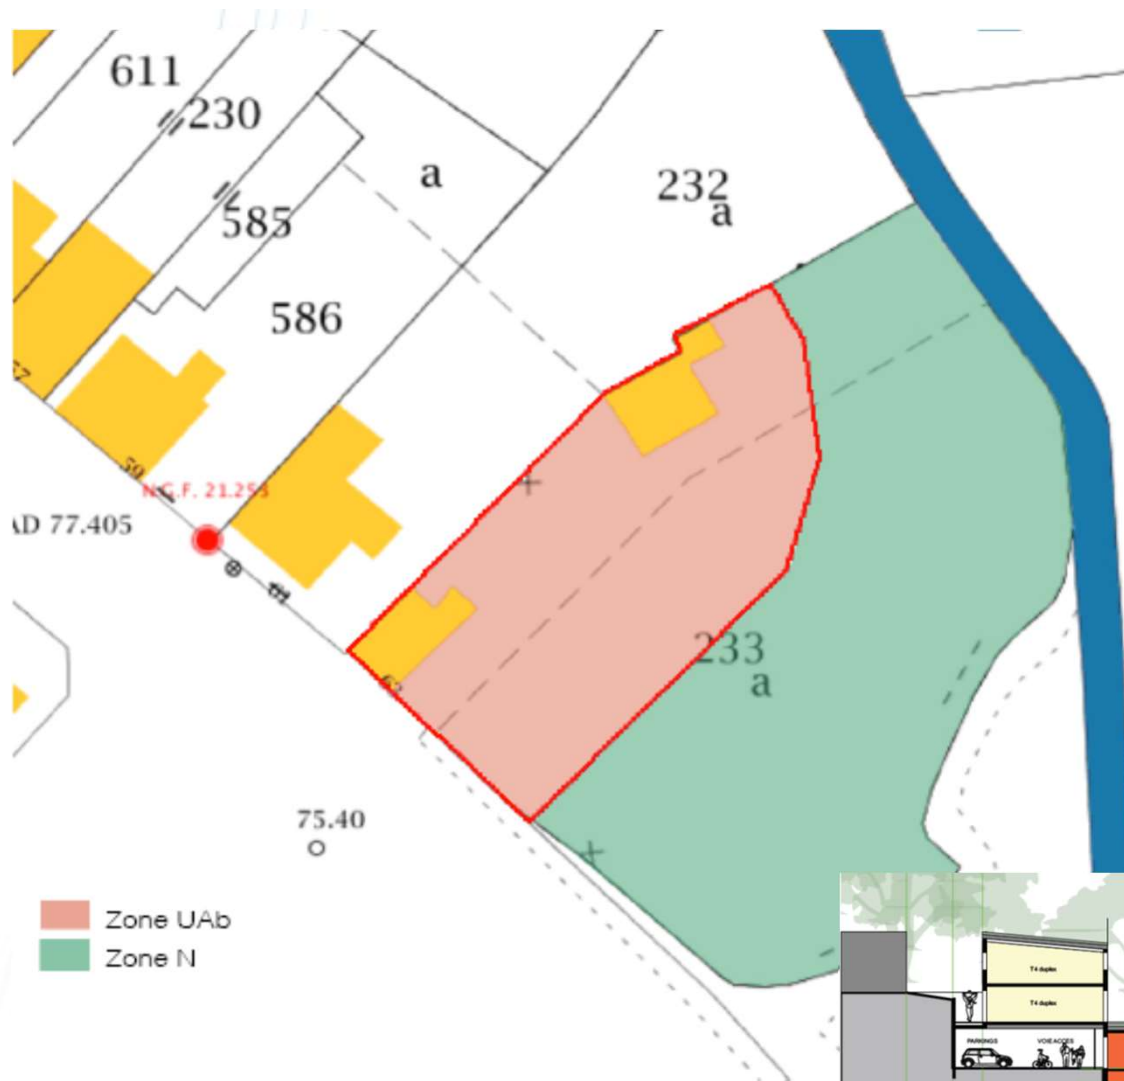 611
230
a
232
a
585
586
59
N.G.F. 21.253
AD 77.405
233
a
62
75.40
Zone UAb
Zone N
T4 duplex
T4 duplex
PARKINGS
VOIE ACCES